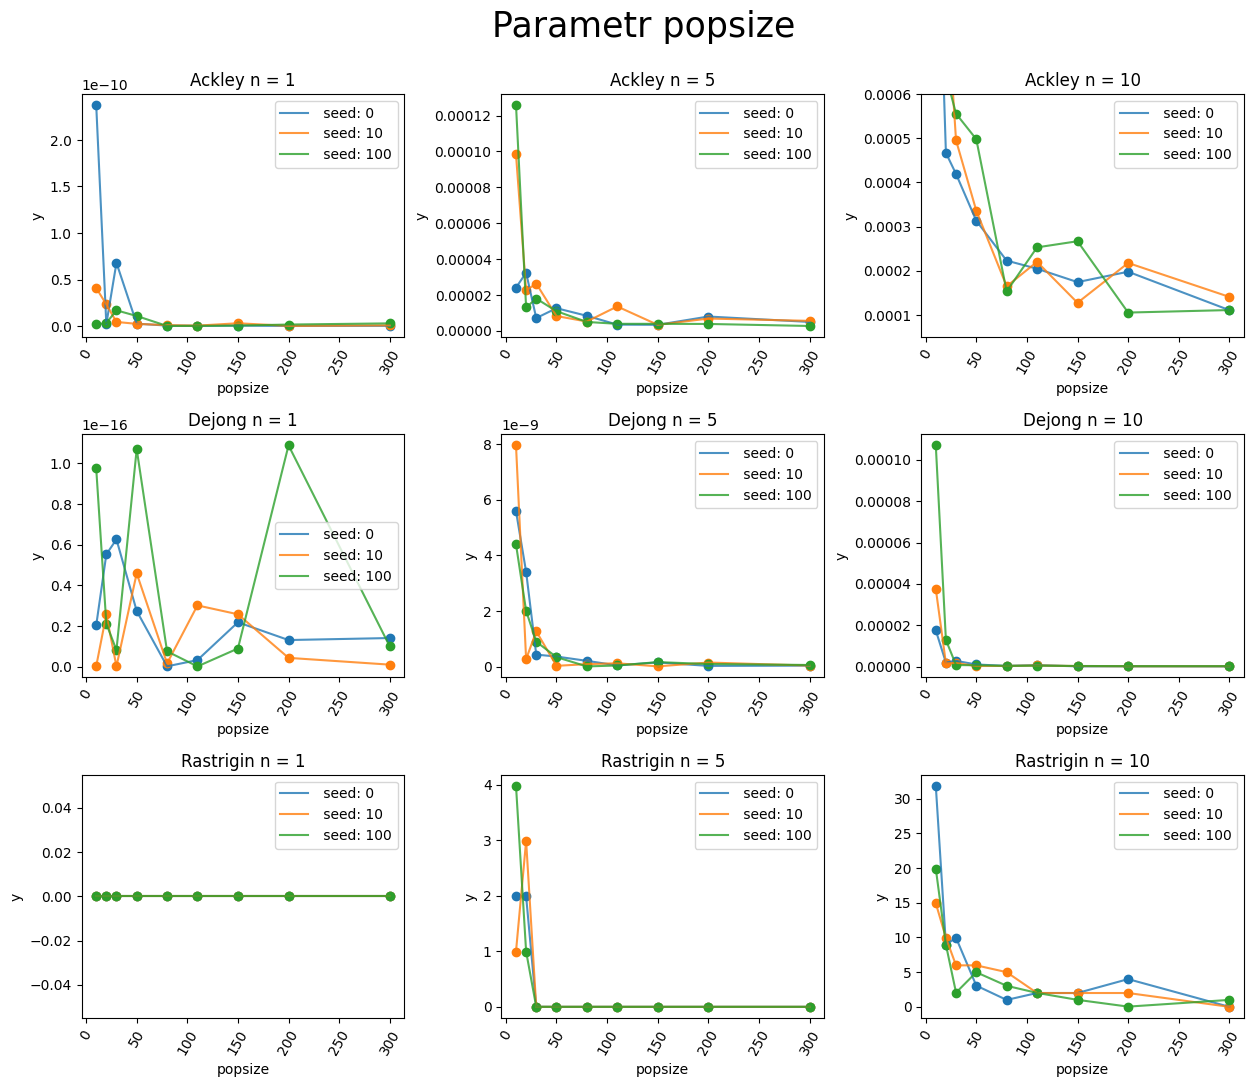 Parametr popsize
Ackley n = 1
1e−10
2.0
1.5
1.0
0.5
0.0
y
0 50 100 150 200 250 300
popsize
seed: 0
seed: 10
seed: 100
Ackley n = 5
0.00012
0.00010
0.00008
0.00006
0.00004
0.00002
0.00000
y
0 50 100 150 200 250 300
popsize
seed: 0
seed: 10
seed: 100
Ackley n = 10
0.0006
0.0005
0.0004
0.0003
0.0002
0.0001
y
0 50 100 150 200 250 300
popsize
seed: 0
seed: 10
seed: 100
Dejong n = 1
1e−16
1.0
0.8
0.6
0.4
0.2
0.0
y
0 50 100 150 200 250 300
popsize
seed: 0
seed: 10
seed: 100
Dejong n = 5
1e−9
8
6
4
2
0
y
0 50 100 150 200 250 300
popsize
seed: 0
seed: 10
seed: 100
Dejong n = 10
0.00010
0.00008
0.00006
0.00004
0.00002
0.00000
y
0 50 100 150 200 250 300
popsize
seed: 0
seed: 10
seed: 100
Rastrigin n = 1
0.04
0.02
0.00
−0.02
−0.04
y
0 50 100 150 200 250 300
popsize
seed: 0
seed: 10
seed: 100
Rastrigin n = 5
4
3
2
1
0
y
0 50 100 150 200 250 300
popsize
seed: 0
seed: 10
seed: 100
Rastrigin n = 10
30
25
20
15
10
5
0
y
0 50 100 150 200 250 300
popsize
seed: 0
seed: 10
seed: 100